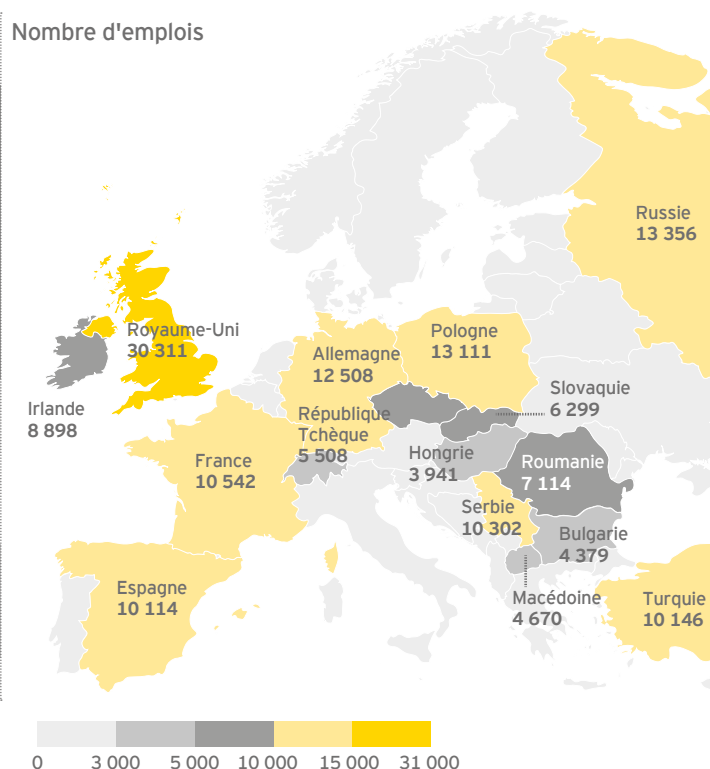 Nombre d'emplois
Russie
13 356
Royaume-Uni
30 311
Pologne
13 111
Allemagne
12 508
Slovaquie
6 299
Irlande
8 898
République
Tchèque
5 508
France
10 542
Hongrie
3 941
Roumanie
7 114
Serbie
10 302
Bulgarie
4 379
Espagne
10 114
Macédoine
4 670
Turquie
10 146
0 3 000 5 000 10 000 15 000 31 000